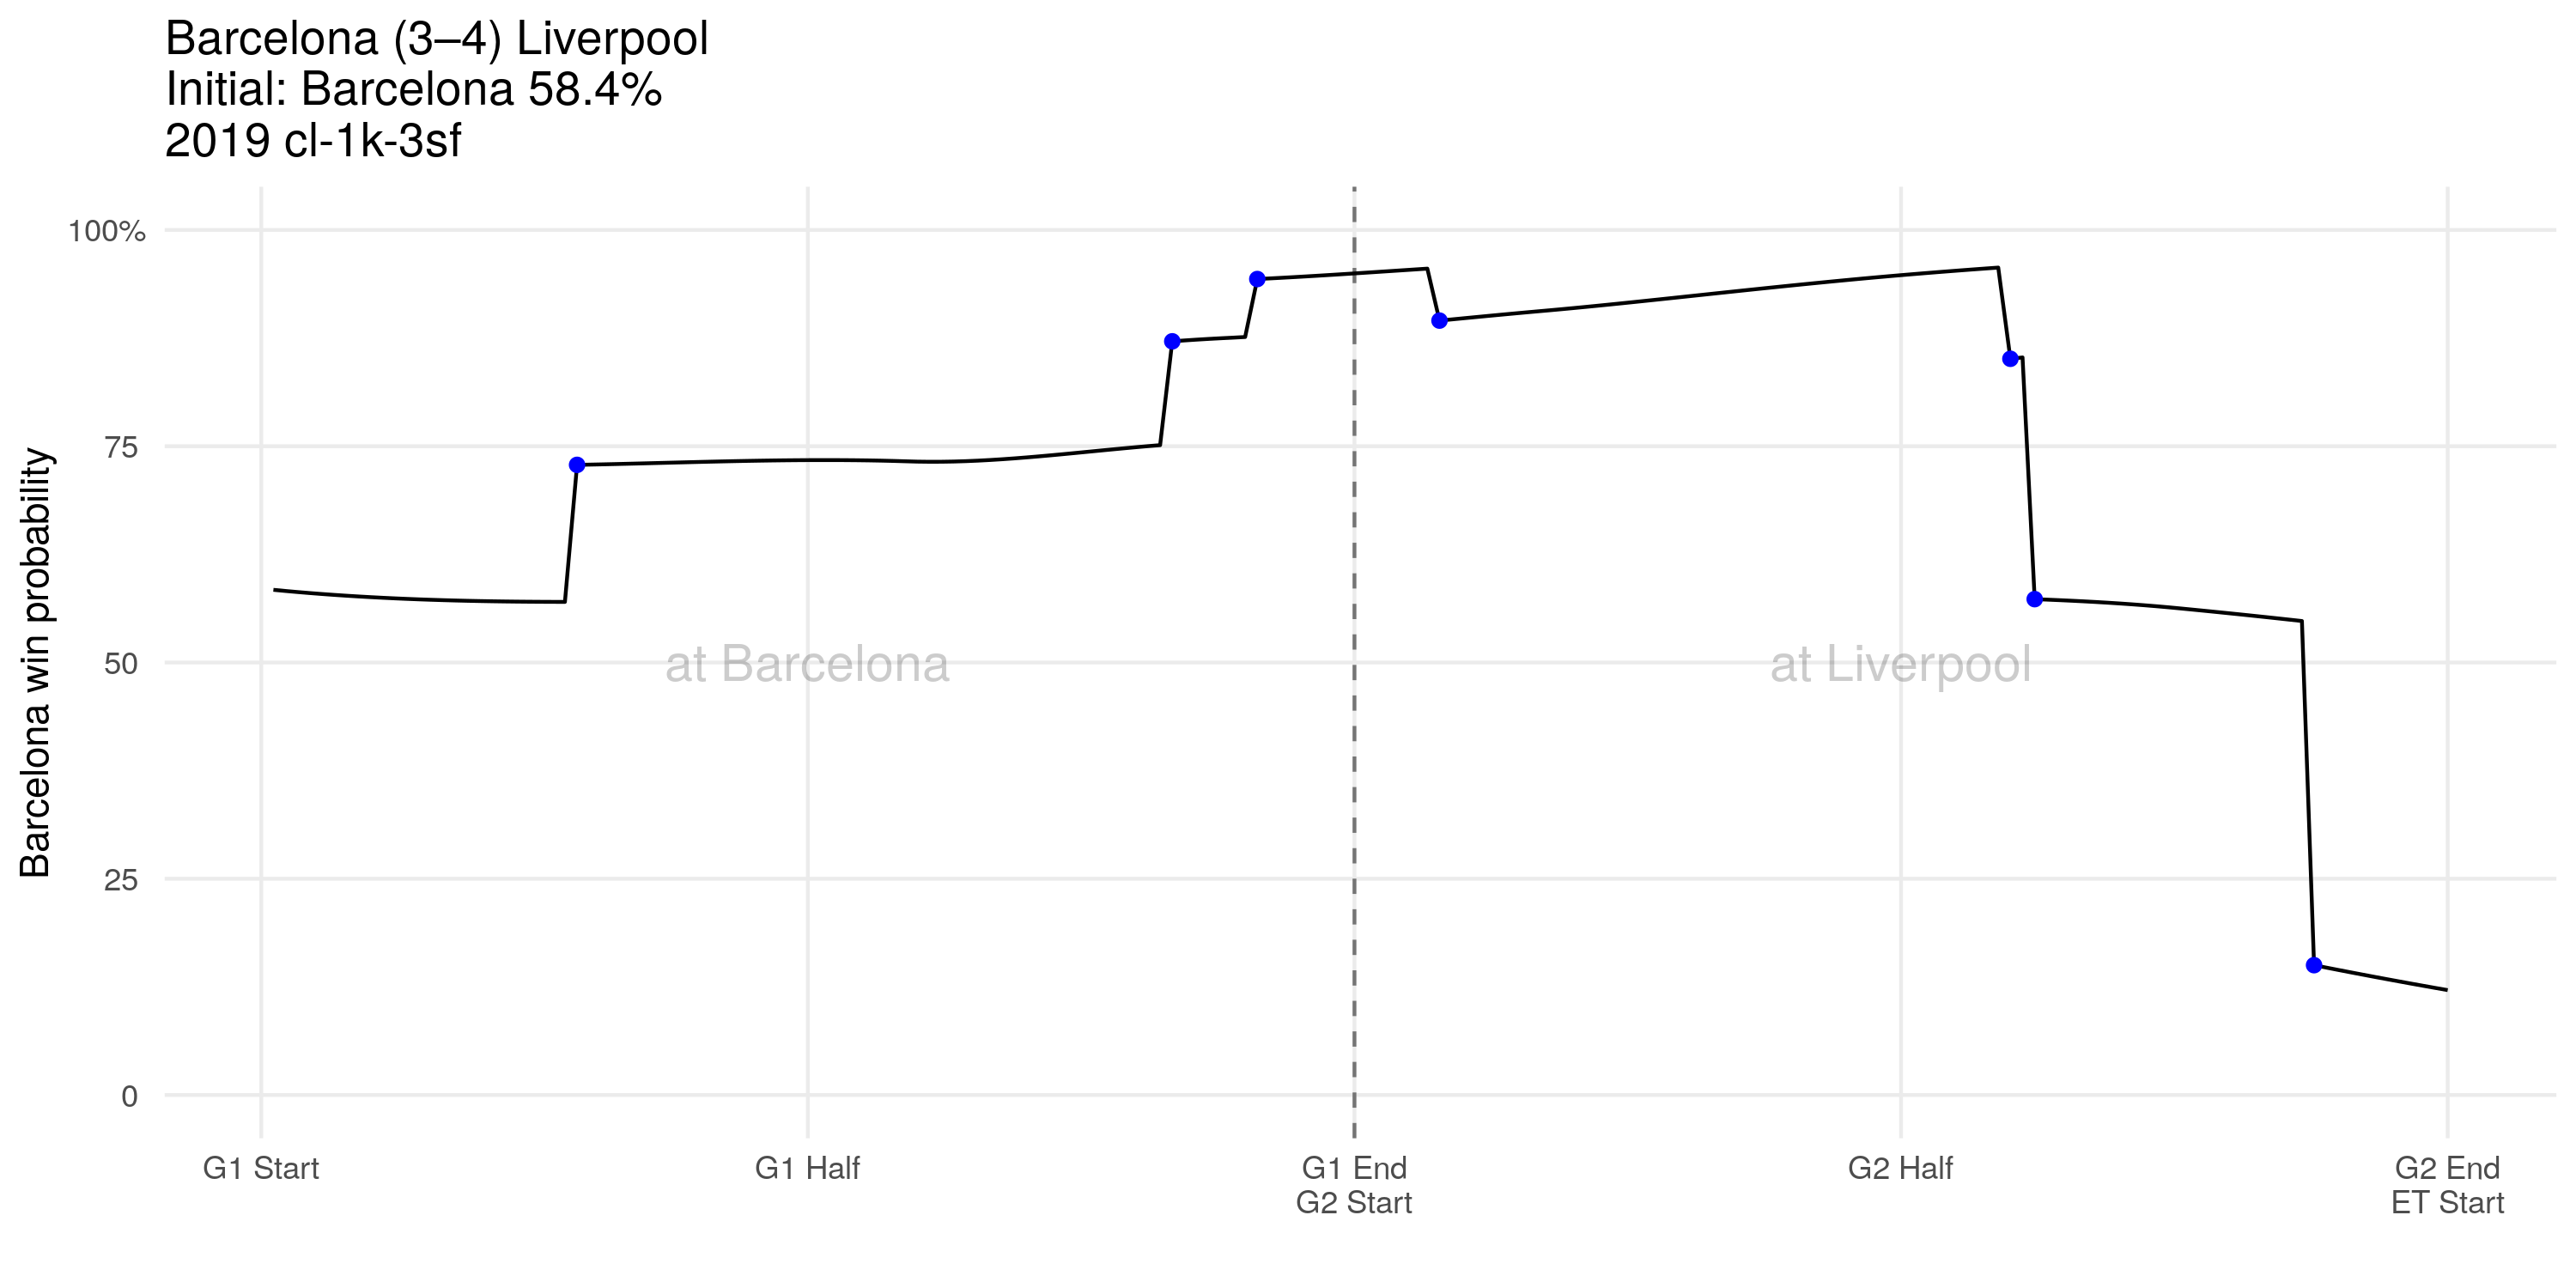 Barcelona (3–4) Liverpool
Initial: Barcelona 58.4%
2019 cl-1k-3sf
Barcelona win probability
100%
75
50
25
0
at Barcelona
at Liverpool
G1 Start
G1 Half
G1 End
G2 Start
G2 Half
G2 End
ET Start